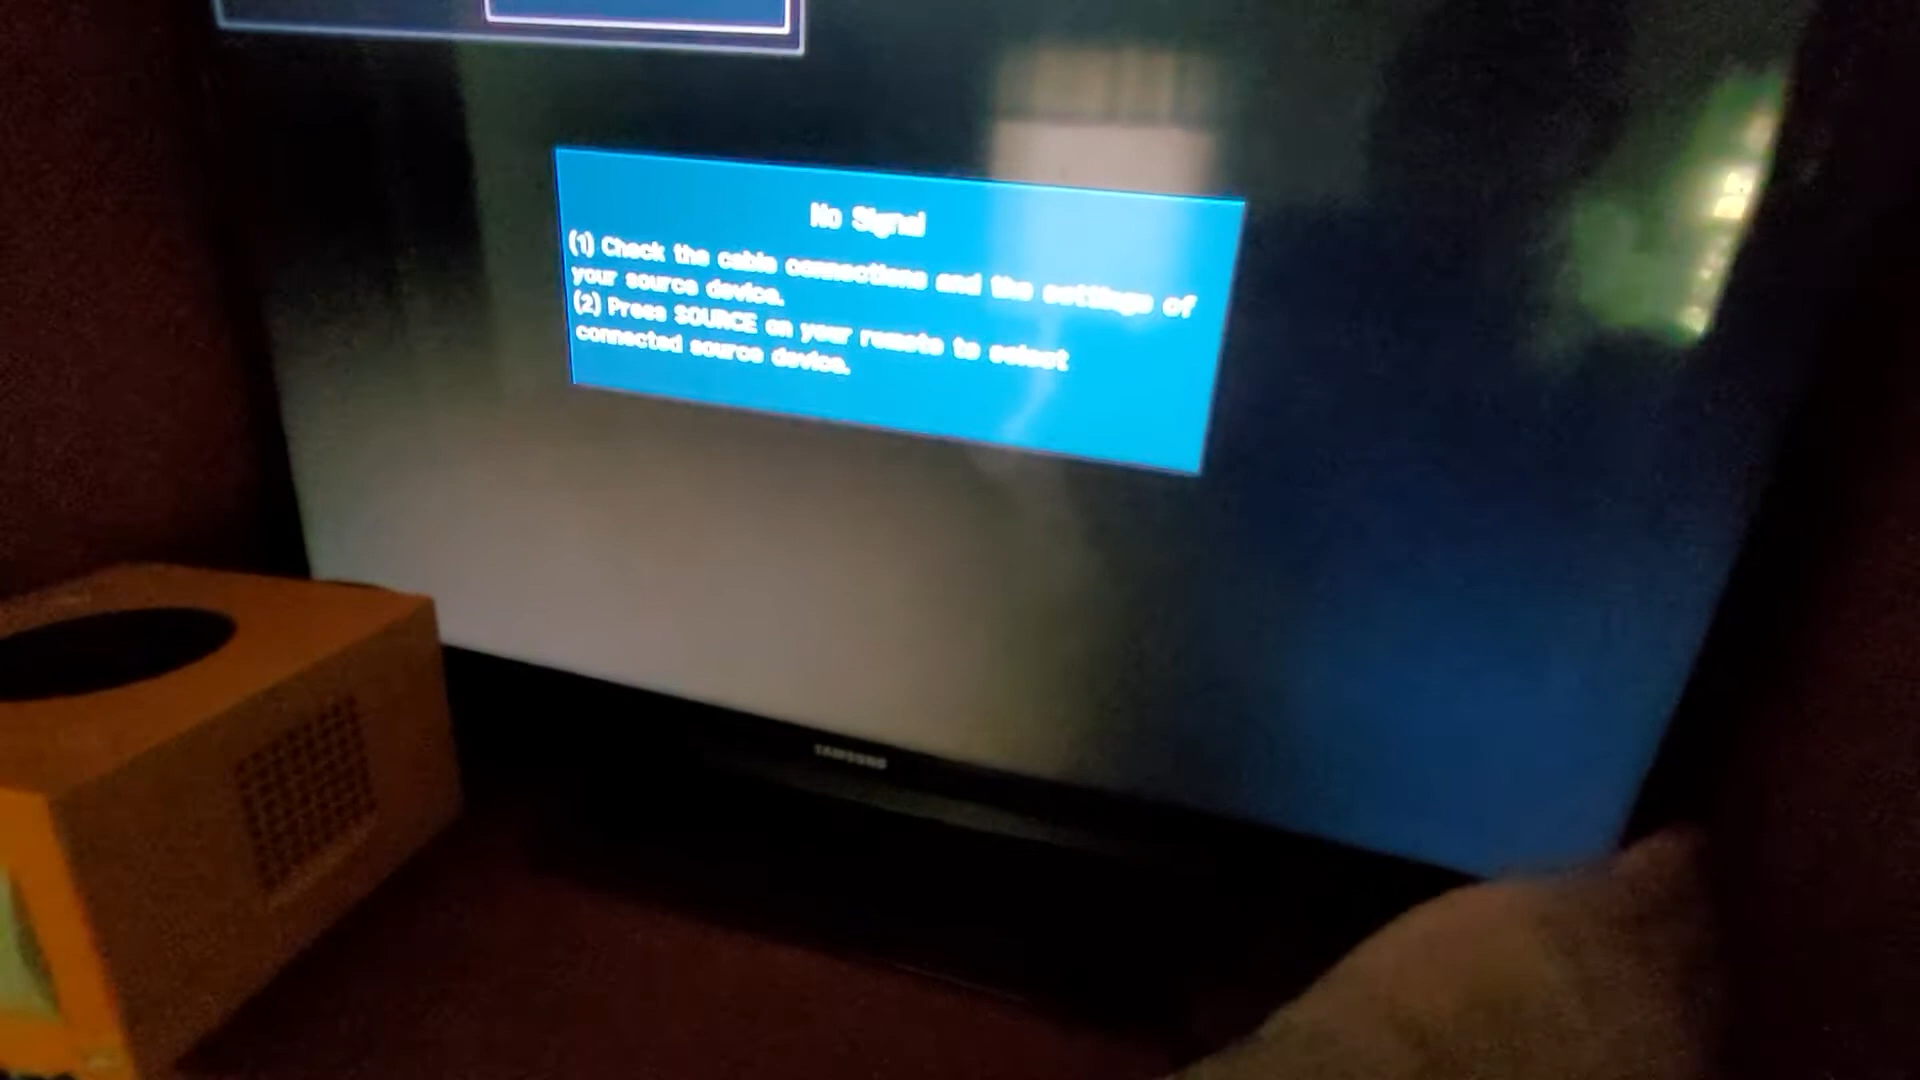 No Signal
(1) Check the cable connections and the settings of
your source device.
(2) Press SOURCE on your remote to select
connected source device.
SAMSUNG